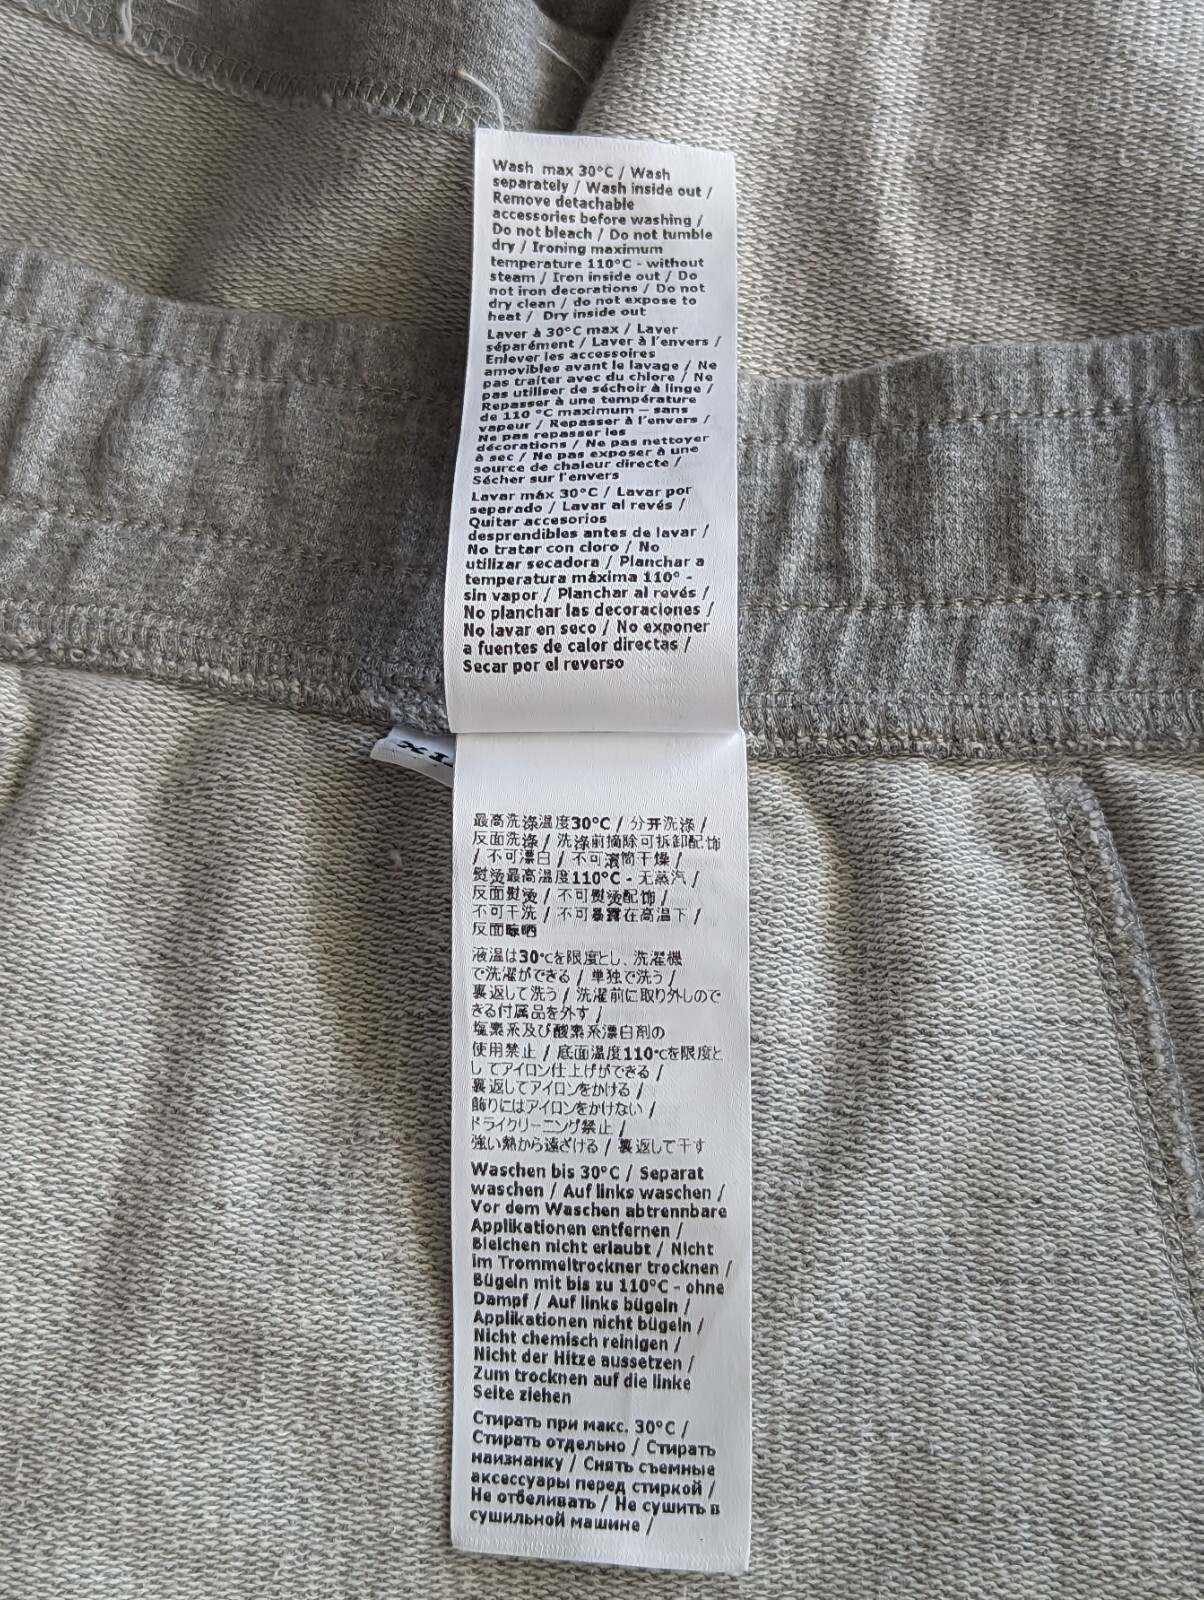 Wash max 30°C / Wash
separately / Wash inside out /
Remove detachable
accessories before washing /
Do not bleach / Do not tumble
dry / Ironing maximum
temperature 110°C - without
steam / Iron inside out / Do
not iron decorations / Do not
dry clean / do not expose to
heat / Dry inside out
Laver à 30°C max / Laver
séparément / Laver à l'envers /
Enlever les accessoires
amovibles avant le lavage / Ne
pas traiter avec du chlore / Ne
pas utiliser de séchoir à linge /
Repasser à une température
de 110 °C maximum — sans
vapeur / Repasser à l'envers /
Ne pas repasser les
décorations / Ne pas nettoyer
à sec / Ne pas exposer à une
source de chaleur directe /
Sécher sur l'envers
Lavar máx 30°C / Lavar por
separado / Lavar al revés /
Quitar accesorios
desprendibles antes de lavar /
No tratar con cloro / No
utilizar secadora / Planchar a
temperatura máxima 110° -
sin vapor / Planchar al revés /
No planchar las decoraciones /
No lavar en seco / No exponer
a fuentes de calor directas /
Secar por el reverso
最高洗涤温度30°C / 分开洗涤 /
反面洗涤 / 洗涤前摘除可拆卸配饰
/ 不可漂白 / 不可滚筒干燥 /
熨烫最高温度110°C - 无蒸汽 /
反面熨烫 / 不可熨烫配饰 /
不可干洗 / 不可暴露在高温下 /
反面晾晒
液温は30℃を限度とし、洗濯機
で洗濯ができる / 単独で洗う /
裏返して洗う / 洗濯前に取り外しので
きる付属品を外す /
塩素系及び酸素系漂白剤の
使用禁止 / 底面温度110℃を限度と
してアイロン仕上げができる /
裏返してアイロンをかける /
飾りにはアイロンをかけない /
ドライクリーニング禁止 /
強い熱から遠ざける / 裏返して干す
Waschen bis 30°C / Separat
waschen / Auf links waschen /
Vor dem Waschen abtrennbare
Applikationen entfernen /
Bleichen nicht erlaubt / Nicht
im Trommeltrockner trocknen /
Bügeln mit bis zu 110°C - ohne
Dampf / Auf links bügeln /
Applikationen nicht bügeln /
Nicht chemisch reinigen /
Nicht der Hitze aussetzen /
Zum trocknen auf die linke
Seite ziehen
Стирать при макс. 30°C /
Стирать отдельно / Стирать
наизнанку / Снять съемные
аксессуары перед стиркой /
Не отбеливать / Не сушить в
сушильной машине /